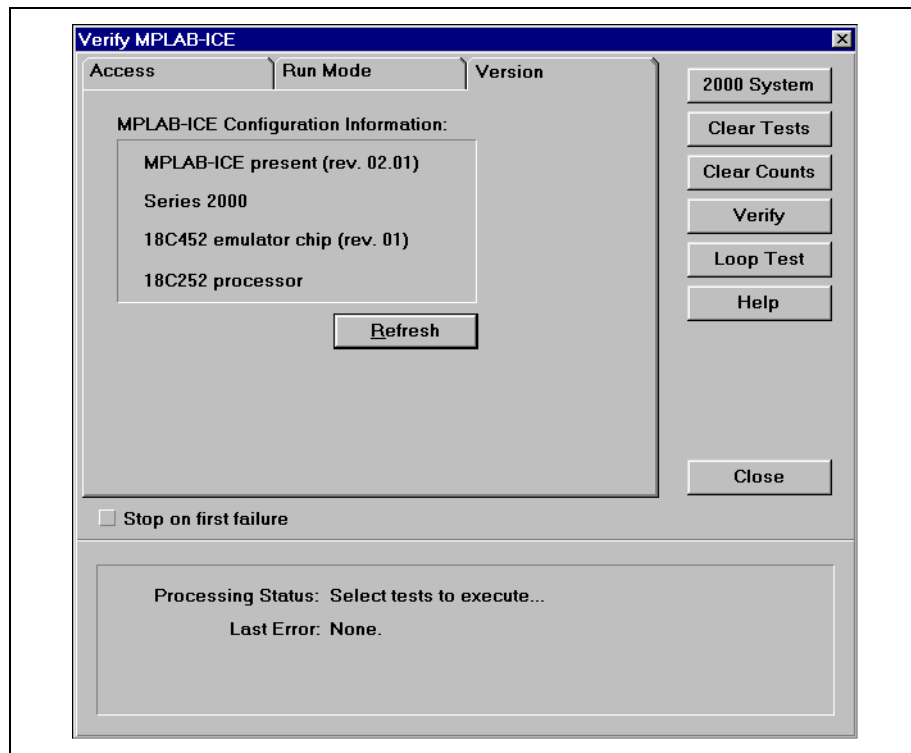 Verify MPLAB-ICE
Access
Run Mode
Version
MPLAB-ICE Configuration Information:
MPLAB-ICE present (rev. 02.01)
Series 2000
18C452 emulator chip (rev. 01)
18C252 processor
Refresh
2000 System
Clear Tests
Clear Counts
Verify
Loop Test
Help
Close
Stop on first failure
Processing Status: Select tests to execute...
Last Error: None.